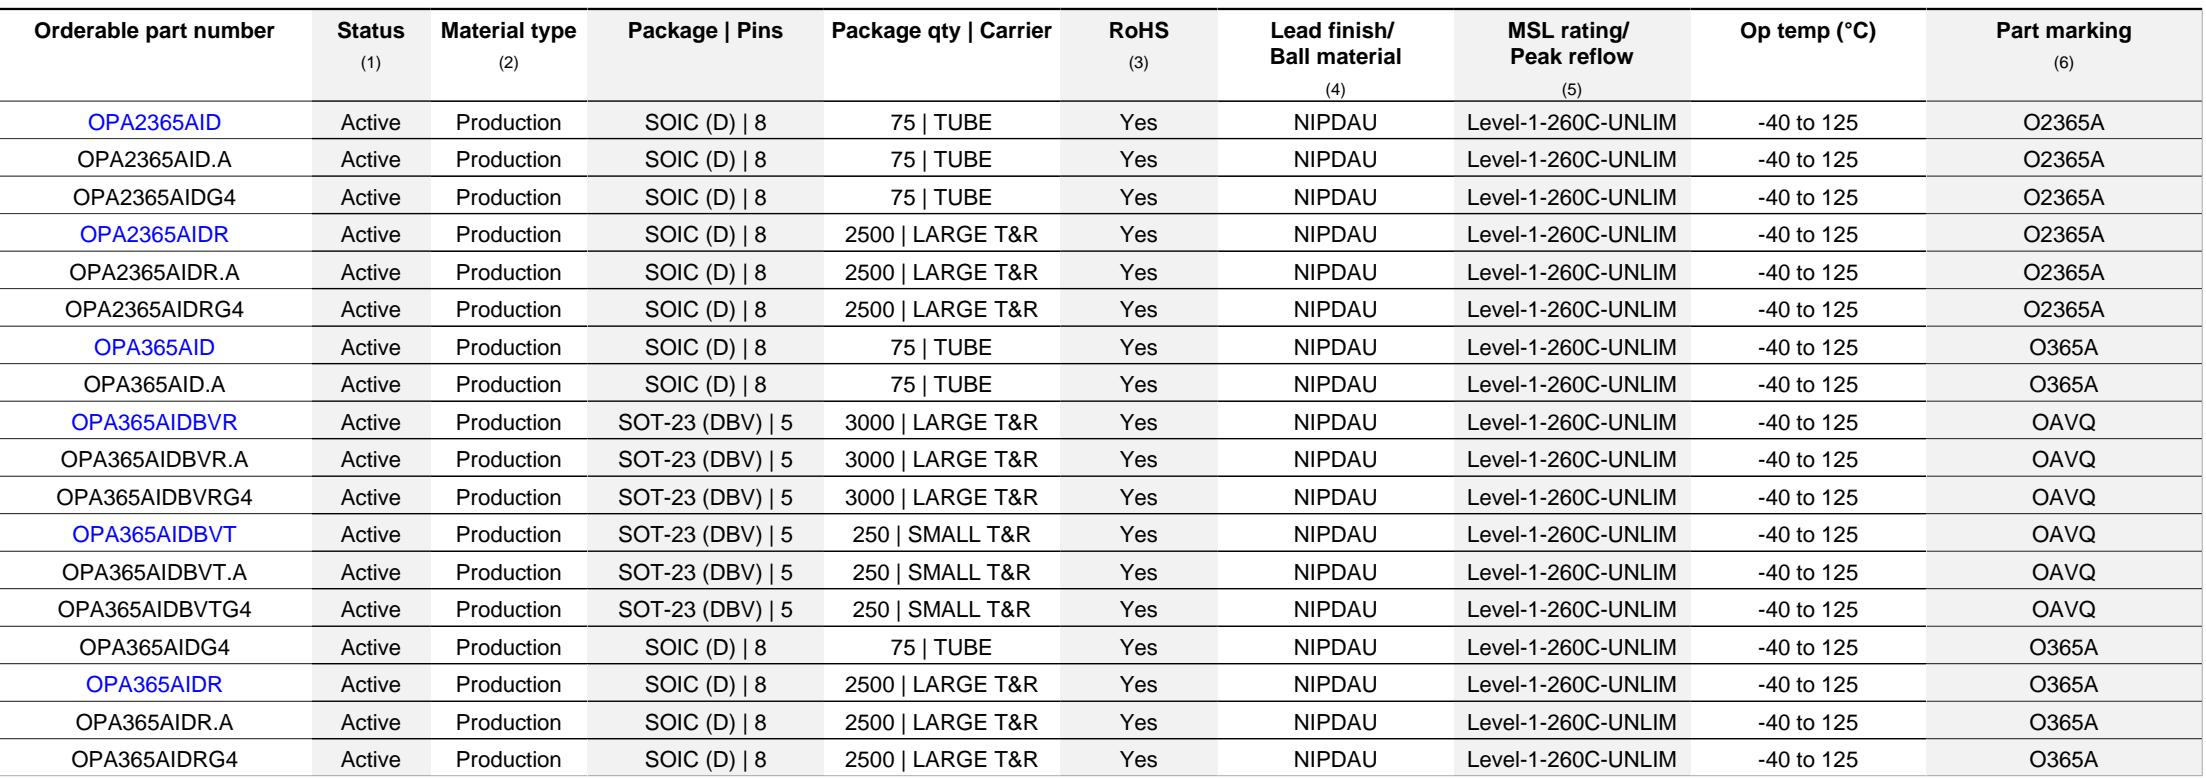 Orderable part number Status Material type Package | Pins Package qty | Carrier RoHS Lead finish/ MSL rating/ Op temp (°C) Part marking
(1) (2) (3) Ball material Peak reflow (6)
(4) (5)
OPA2365AID Active Production SOIC (D) | 8 75 | TUBE Yes NIPDAU Level-1-260C-UNLIM -40 to 125 O2365A
OPA2365AID.A Active Production SOIC (D) | 8 75 | TUBE Yes NIPDAU Level-1-260C-UNLIM -40 to 125 O2365A
OPA2365AIDG4 Active Production SOIC (D) | 8 75 | TUBE Yes NIPDAU Level-1-260C-UNLIM -40 to 125 O2365A
OPA2365AIDR Active Production SOIC (D) | 8 2500 | LARGE T&R Yes NIPDAU Level-1-260C-UNLIM -40 to 125 O2365A
OPA2365AIDR.A Active Production SOIC (D) | 8 2500 | LARGE T&R Yes NIPDAU Level-1-260C-UNLIM -40 to 125 O2365A
OPA2365AIDRG4 Active Production SOIC (D) | 8 2500 | LARGE T&R Yes NIPDAU Level-1-260C-UNLIM -40 to 125 O2365A
OPA365AID Active Production SOIC (D) | 8 75 | TUBE Yes NIPDAU Level-1-260C-UNLIM -40 to 125 O365A
OPA365AID.A Active Production SOIC (D) | 8 75 | TUBE Yes NIPDAU Level-1-260C-UNLIM -40 to 125 O365A
OPA365AIDBVR Active Production SOT-23 (DBV) | 5 3000 | LARGE T&R Yes NIPDAU Level-1-260C-UNLIM -40 to 125 OAVQ
OPA365AIDBVR.A Active Production SOT-23 (DBV) | 5 3000 | LARGE T&R Yes NIPDAU Level-1-260C-UNLIM -40 to 125 OAVQ
OPA365AIDBVRG4 Active Production SOT-23 (DBV) | 5 3000 | LARGE T&R Yes NIPDAU Level-1-260C-UNLIM -40 to 125 OAVQ
OPA365AIDBVT Active Production SOT-23 (DBV) | 5 250 | SMALL T&R Yes NIPDAU Level-1-260C-UNLIM -40 to 125 OAVQ
OPA365AIDBVT.A Active Production SOT-23 (DBV) | 5 250 | SMALL T&R Yes NIPDAU Level-1-260C-UNLIM -40 to 125 OAVQ
OPA365AIDBVTG4 Active Production SOT-23 (DBV) | 5 250 | SMALL T&R Yes NIPDAU Level-1-260C-UNLIM -40 to 125 OAVQ
OPA365AIDG4 Active Production SOIC (D) | 8 75 | TUBE Yes NIPDAU Level-1-260C-UNLIM -40 to 125 O365A
OPA365AIDR Active Production SOIC (D) | 8 2500 | LARGE T&R Yes NIPDAU Level-1-260C-UNLIM -40 to 125 O365A
OPA365AIDR.A Active Production SOIC (D) | 8 2500 | LARGE T&R Yes NIPDAU Level-1-260C-UNLIM -40 to 125 O365A
OPA365AIDRG4 Active Production SOIC (D) | 8 2500 | LARGE T&R Yes NIPDAU Level-1-260C-UNLIM -40 to 125 O365A